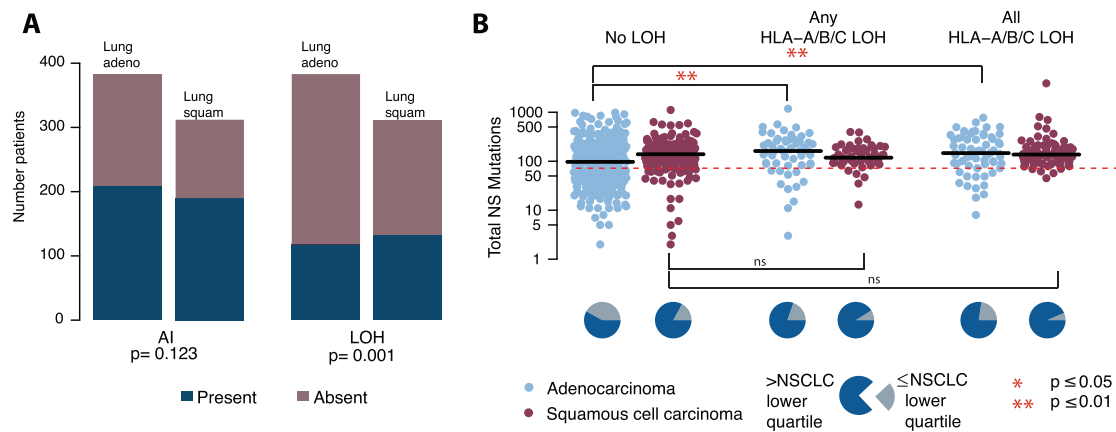 A
Number patients
400
300
200
100
0
Lung
adeno
Lung
squam
Lung
adeno
Lung
squam
AI
p= 0.123
LOH
p= 0.001
Present
Absent
B
No LOH
Any
HLA−A/B/C LOH
All
HLA−A/B/C LOH
**
**
Total NS Mutations
1000
500
100
50
10
5
1
ns
ns
Adenocarcinoma
Squamous cell carcinoma
>NSCLC
lower
quartile
≤NSCLC
lower
quartile
* p ≤ 0.05
** p ≤ 0.01